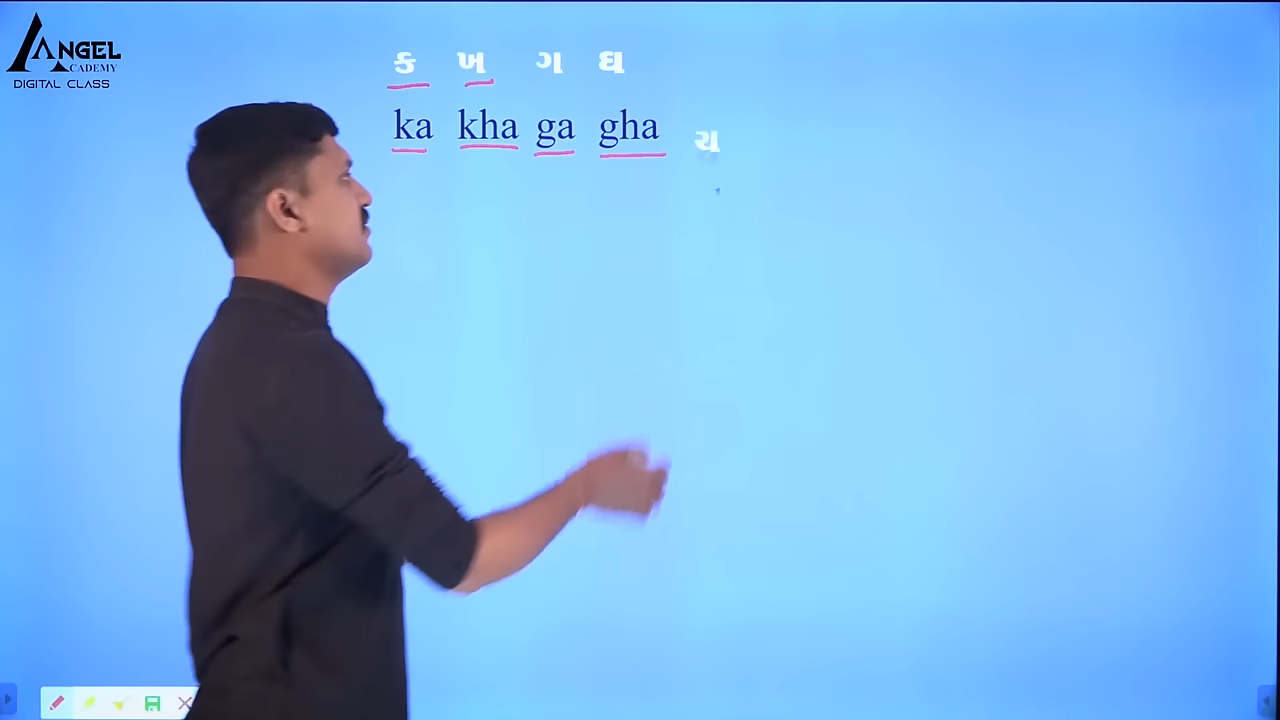 ANGEL
ACADEMY
DIGITAL CLASS
ક ખ ગ ઘ
ka kha ga gha ચ